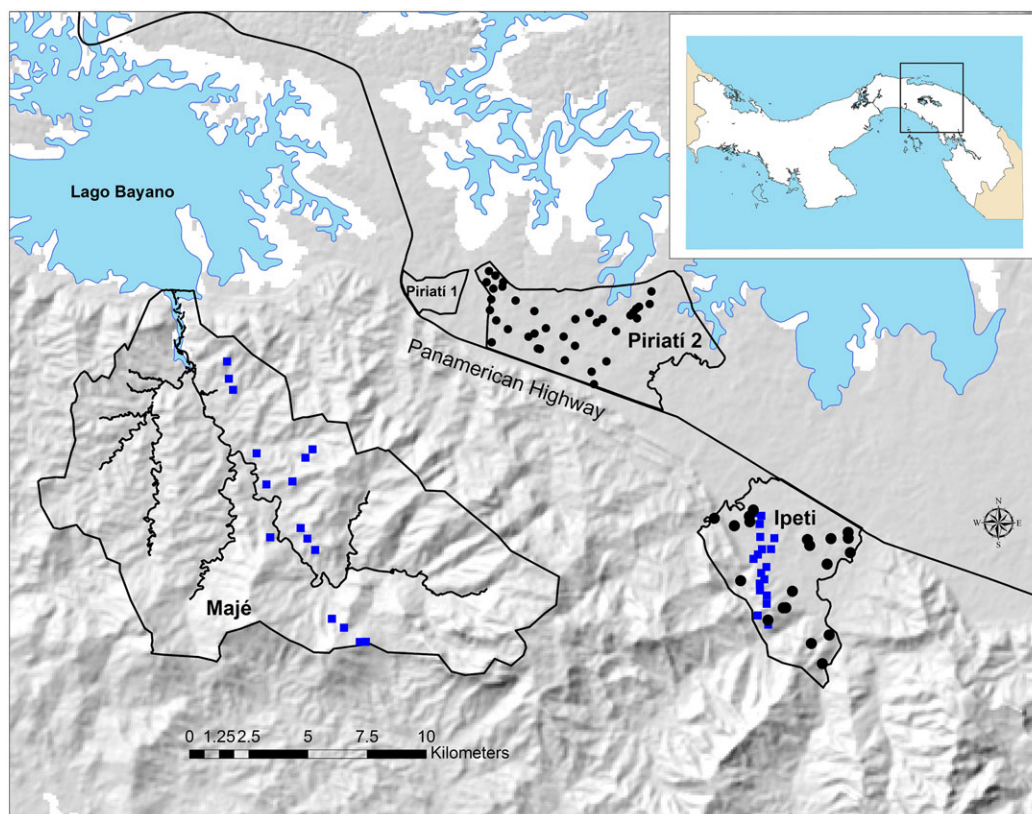 Lago Bayano
Piriatí 1
Piriatí 2
Panamerican Highway
Ipeti
N
W E
S
Majé
0 1.25 2.5 5 7.5 10
Kilometers